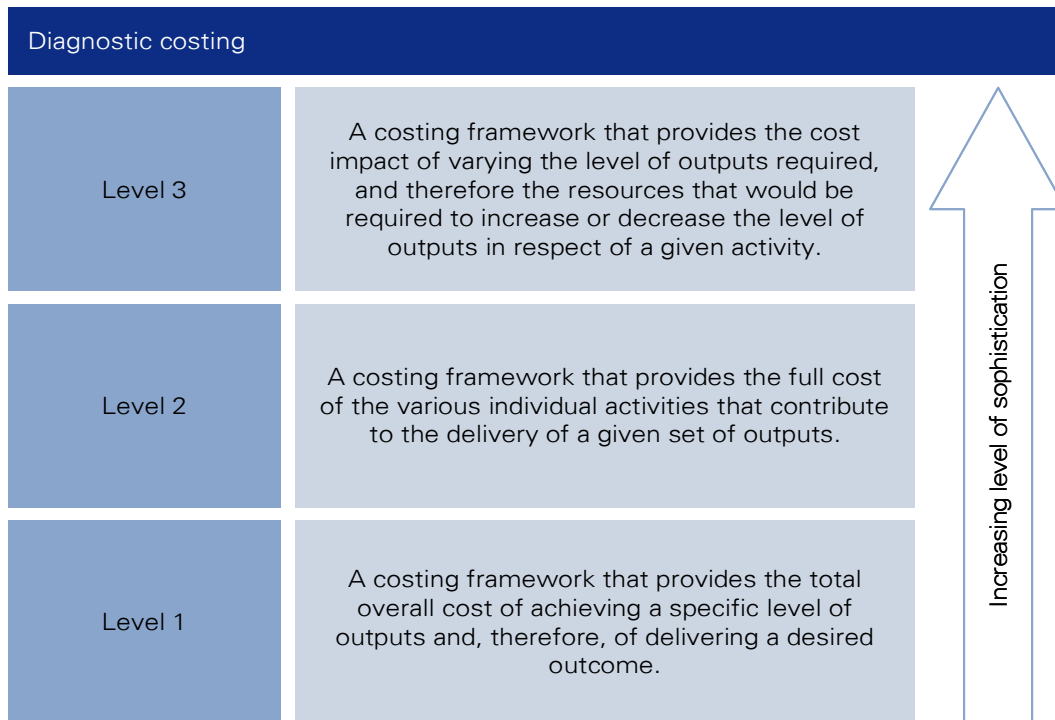 Diagnostic costing
Level 3
A costing framework that provides the cost
impact of varying the level of outputs required,
and therefore the resources that would be
required to increase or decrease the level of
outputs in respect of a given activity.
Level 2
A costing framework that provides the full cost
of the various individual activities that contribute
to the delivery of a given set of outputs.
Level 1
A costing framework that provides the total
overall cost of achieving a specific level of
outputs and, therefore, of delivering a desired
outcome.
Increasing level of sophistication